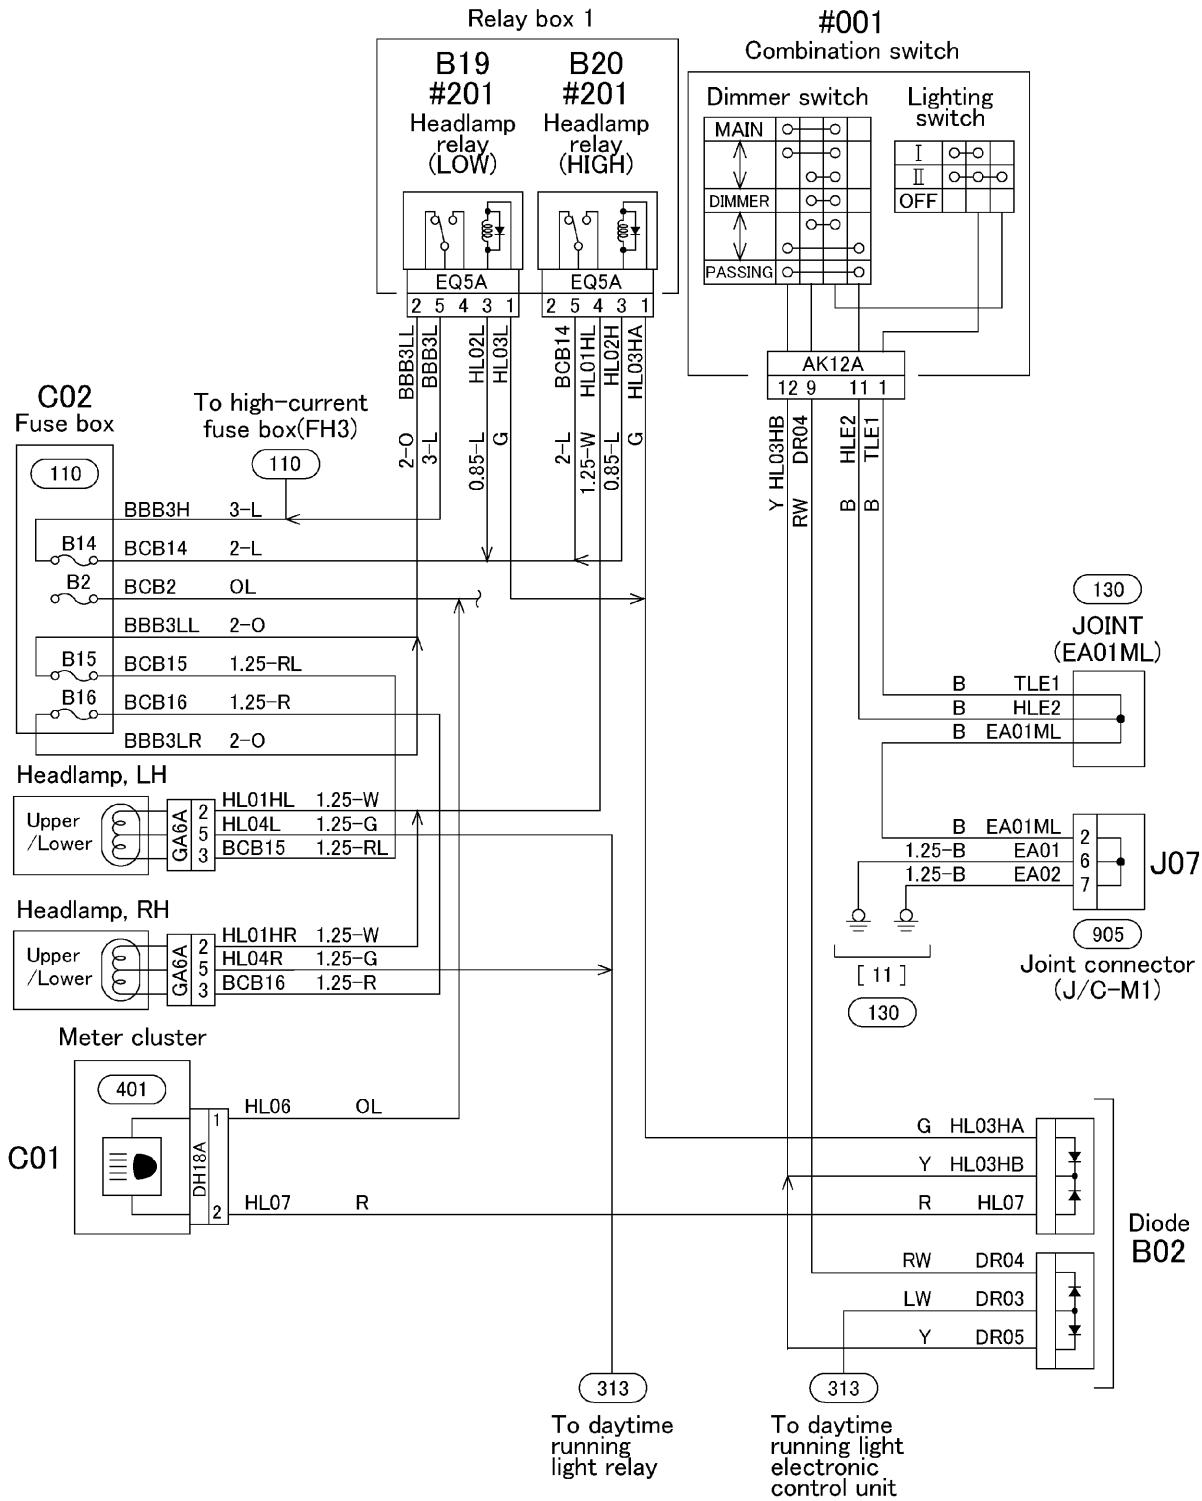 Relay box 1
B19
#201
Headlamp
relay
(LOW)
B20
#201
Headlamp
relay
(HIGH)
EQ5A
2 5 4 3 1
EQ5A
2 5 4 3 1
BBB3LL
BBB3L
HL02L
HL03L
2-O
3-L
0.85-L
G
BCB14
HL01HL
HL02H
HL03HA
2-L
1.25-W
0.85-L
G
#001
Combination switch
Dimmer switch
MAIN
DIMMER
PASSING
Lighting
switch
I
II
OFF
AK12A
12 9 11 1
HL03HB
DR04
HLE2
TLE1
Y
RW
B
B
C02
Fuse box
110
To high-current
fuse box(FH3)
110
BBB3H 3-L
B14
BCB14 2-L
B2
BCB2 OL
BBB3LL 2-O
B15
BCB15 1.25-RL
B16
BCB16 1.25-R
BBB3LR 2-O
130
JOINT
(EA01ML)
B TLE1
B HLE2
B EA01ML
Headlamp, LH
Upper
/Lower
GA6A
2
5
3
HL01HL 1.25-W
HL04L 1.25-G
BCB15 1.25-RL
B EA01ML
1.25-B EA01
1.25-B EA02
2
6
7
J07
905
Joint connector
(J/C-M1)
[ 11 ]
130
Headlamp, RH
Upper
/Lower
GA6A
2
5
3
HL01HR 1.25-W
HL04R 1.25-G
BCB16 1.25-R
Meter cluster
401
C01
DH18A
1
2
HL06 OL
HL07 R
G HL03HA
Y HL03HB
R HL07
RW DR04
LW DR03
Y DR05
Diode
B02
313
To daytime
running
light relay
313
To daytime
running light
electronic
control unit